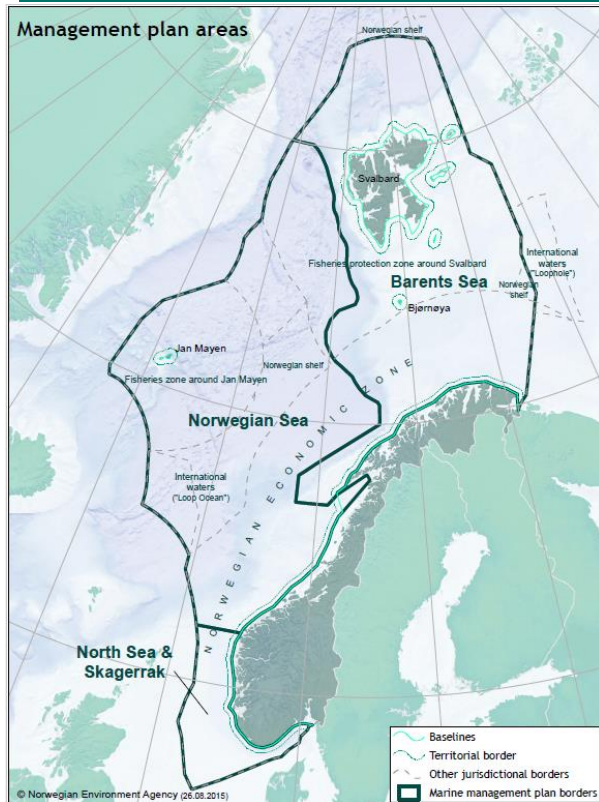 Management plan areas
Norwegian shelf
Svalbard
Fisheries protection zone around Svalbard
International
waters
("Loophole")
Barents Sea
Norwegian
shelf
Bjørnøya
Jan Mayen
Norwegian shelf
Fisheries zone around Jan Mayen
Norwegian Sea
NORWEGIAN ECONOMIC ZONE
International
waters
("Loop Ocean")
North Sea &
Skagerrak
Baselines
Territorial border
Other jurisdictional borders
Marine management plan borders
© Norwegian Environment Agency (26.08.2015)